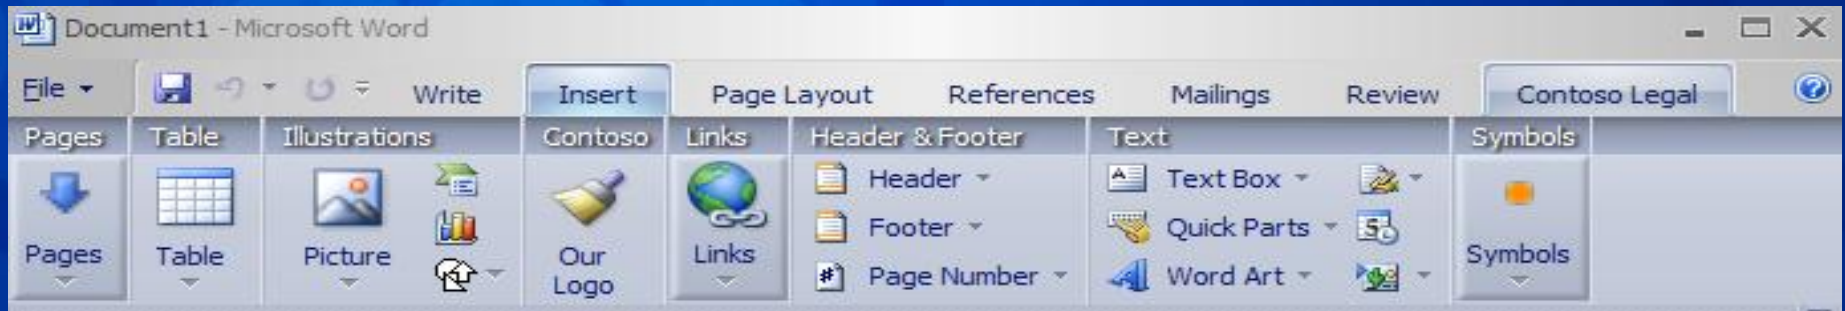 Document1 - Microsoft Word
File Write Insert Page Layout References Mailings Review Contoso Legal
Pages Table Illustrations Contoso Links Header & Footer Text Symbols
Header Text Box
Footer Quick Parts
Pages Table Picture Our Logo Links Symbols
Page Number Word Art